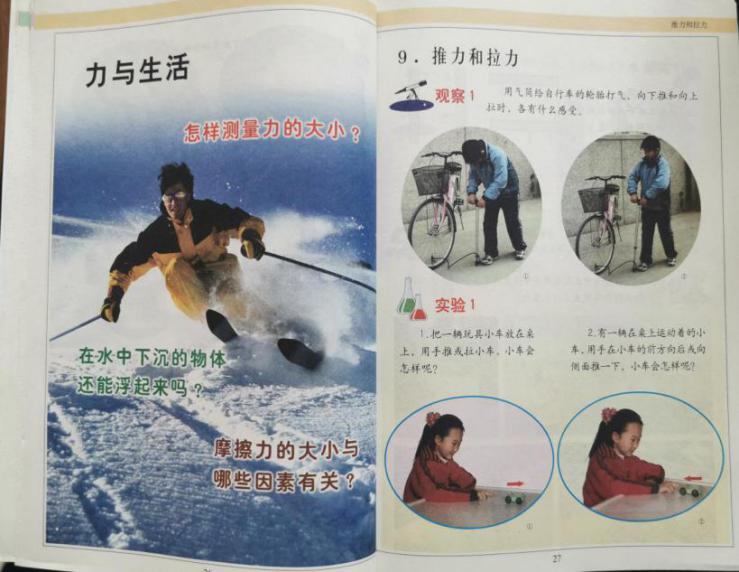 力与生活
怎样测量力的大小？
在水中下沉的物体
还能浮起来吗？
摩擦力的大小与
哪些因素有关？
26
推力和拉力
9．推力和拉力
观察1
用气筒给自行车的轮胎打气，向下推和向上
拉时，各有什么感受。
①
②
实验1
1.把一辆玩具小车放在桌
上，用手推或拉小车。小车会
怎样呢？
2.有一辆在桌上运动着的小
车，用手在小车的前方向后或向
侧面推一下，小车会怎样呢？
①
②
27